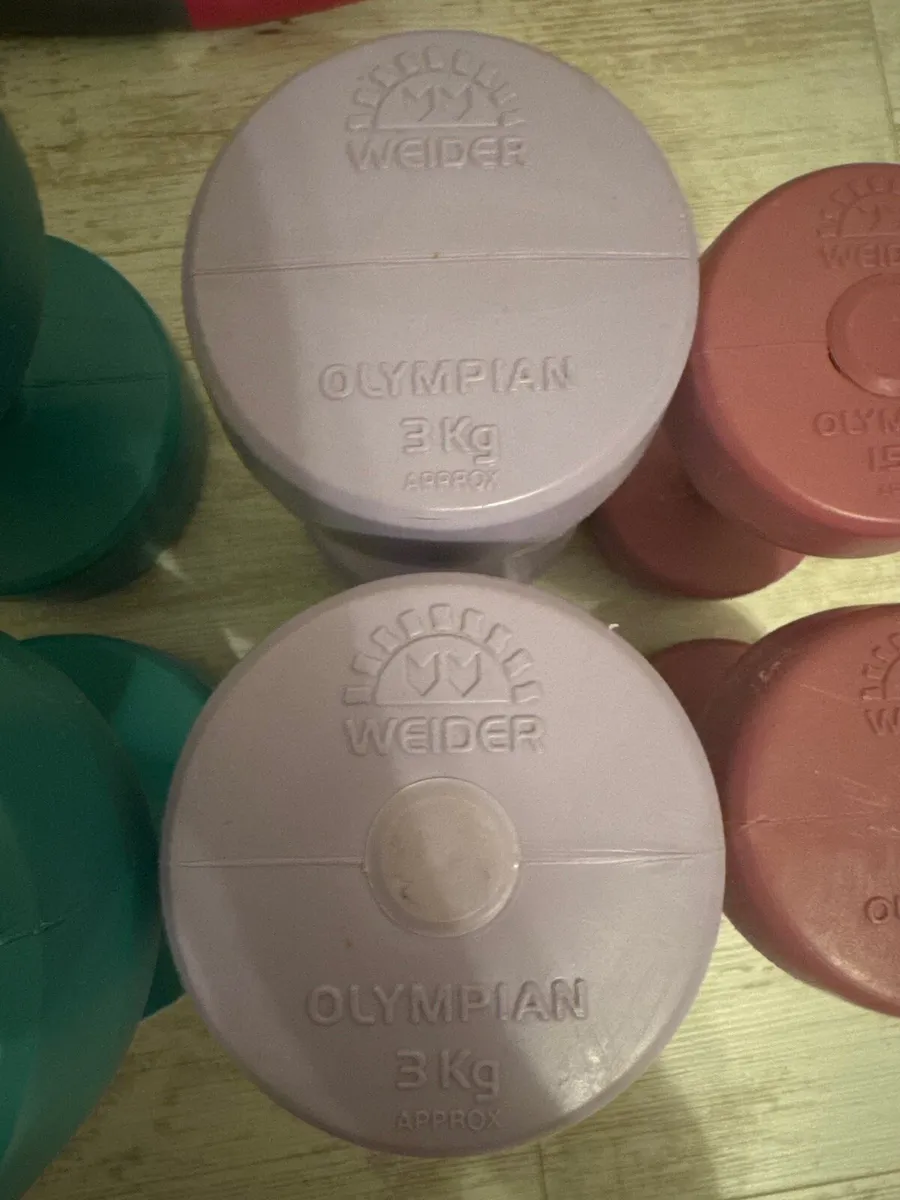 WEIDER
OLYMPIAN
3 Kg
APPROX
WEIDER
OLYMPIAN
3 Kg
APPROX